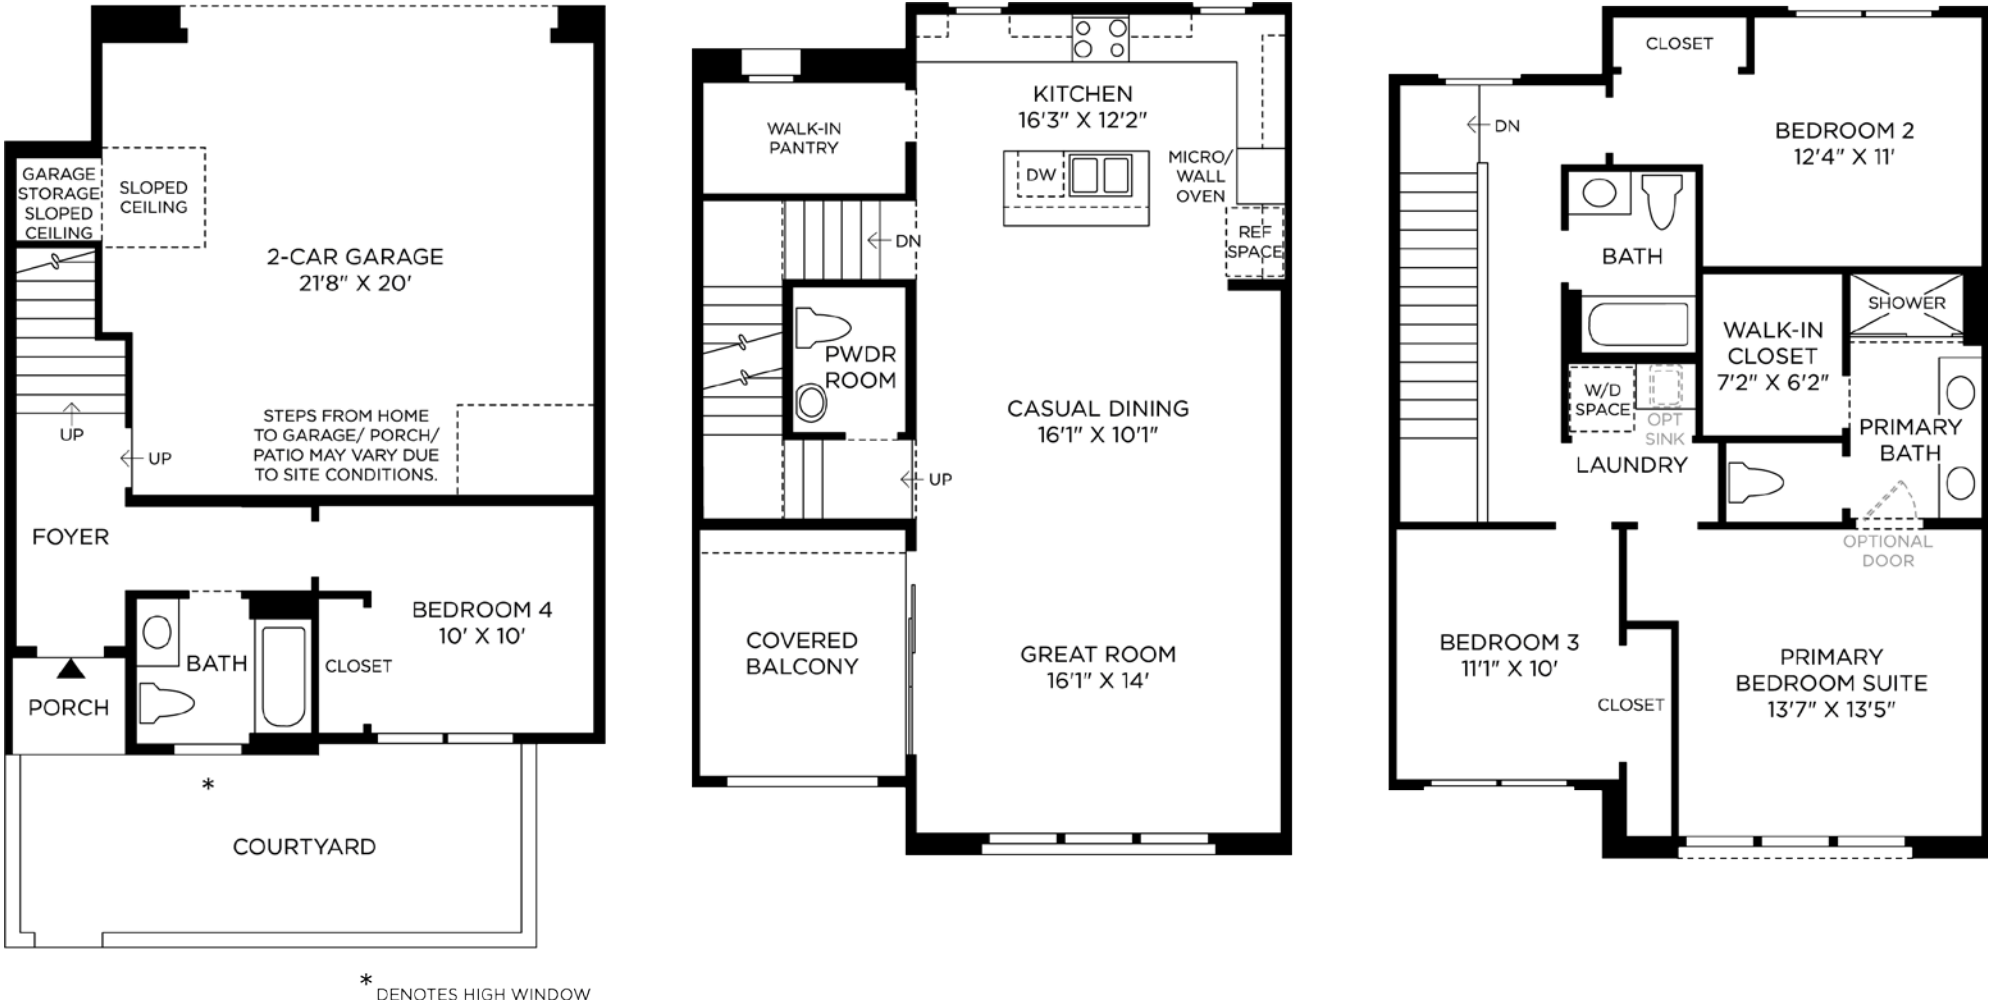 GARAGE
STORAGE
SLOPED
CEILING
SLOPED
CEILING
2-CAR GARAGE
21'8" X 20'
STEPS FROM HOME
TO GARAGE/ PORCH/
PATIO MAY VARY DUE
TO SITE CONDITIONS.
UP
UP
FOYER
BEDROOM 4
10' X 10'
BATH
CLOSET
PORCH
*
COURTYARD
* DENOTES HIGH WINDOW
KITCHEN
16'3" X 12'2"
WALK-IN
PANTRY
DW
MICRO/
WALL
OVEN
REF
SPACE
DN
PWDR
ROOM
CASUAL DINING
16'1" X 10'1"
UP
COVERED
BALCONY
GREAT ROOM
16'1" X 14'
CLOSET
DN
BEDROOM 2
12'4" X 11'
BATH
SHOWER
WALK-IN
CLOSET
7'2" X 6'2"
W/D
SPACE
OPT
SINK
LAUNDRY
PRIMARY
BATH
OPTIONAL
DOOR
BEDROOM 3
11'1" X 10'
CLOSET
PRIMARY
BEDROOM SUITE
13'7" X 13'5"